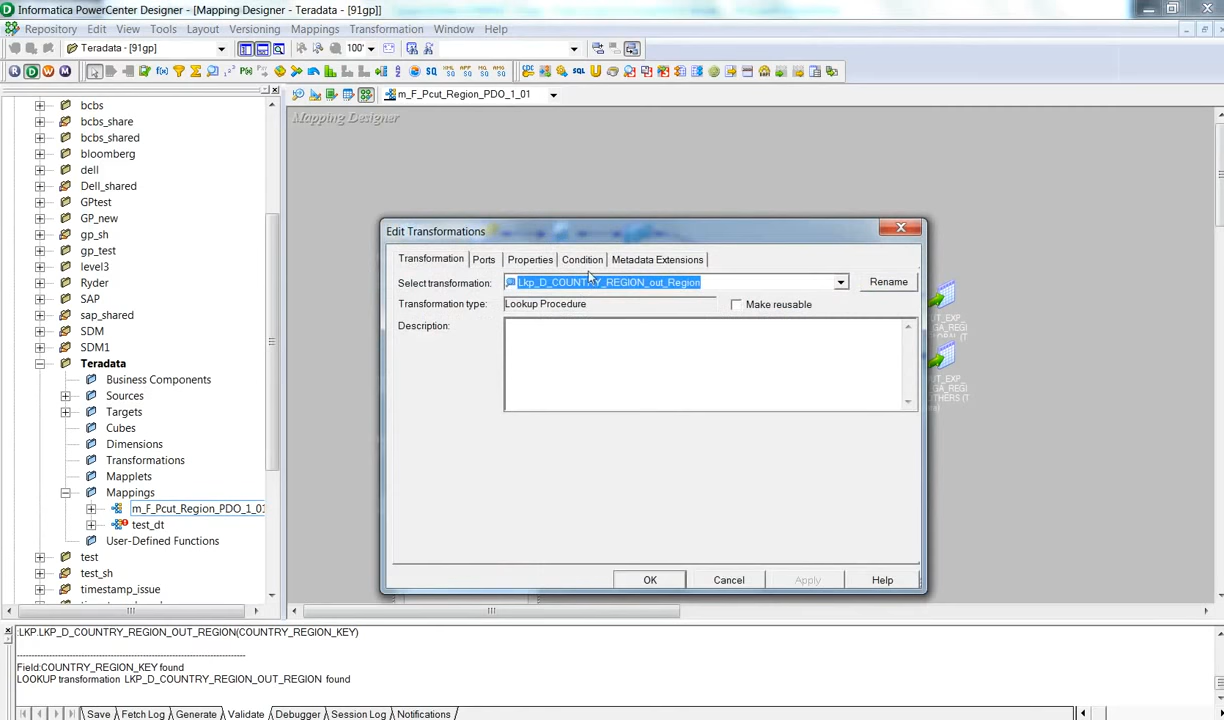 Informatica PowerCenter Designer - [Mapping Designer - Teradata - [91gp]]
Repository Edit View Tools Layout Versioning Mappings Transformation Window Help
Teradata - [91gp]
100'
m_F_Pcut_Region_PDO_1_01
Mapping Designer
bcbs
bcbs_share
bcbs_shared
bloomberg
dell
Dell_shared
GPtest
GP_new
gp_sh
gp_test
level3
Ryder
SAP
sap_shared
SDM
SDM1
Teradata
Business Components
Sources
Targets
Cubes
Dimensions
Transformations
Mapplets
Mappings
m_F_Pcut_Region_PDO_1_01
test_dt
User-Defined Functions
test
test_sh
timestamp_issue
Edit Transformations
Transformation Ports Properties Condition Metadata Extensions
Select transformation: Lkp_D_COUNTRY_REGION_out_Region Rename
Transformation type: Lookup Procedure Make reusable
Description:
OK Cancel Apply Help
:LKP.LKP_D_COUNTRY_REGION_OUT_REGION(COUNTRY_REGION_KEY)
Field:COUNTRY_REGION_KEY found
LOOKUP transformation LKP_D_COUNTRY_REGION_OUT_REGION found
Save Fetch Log Generate Validate Debugger Session Log Notifications